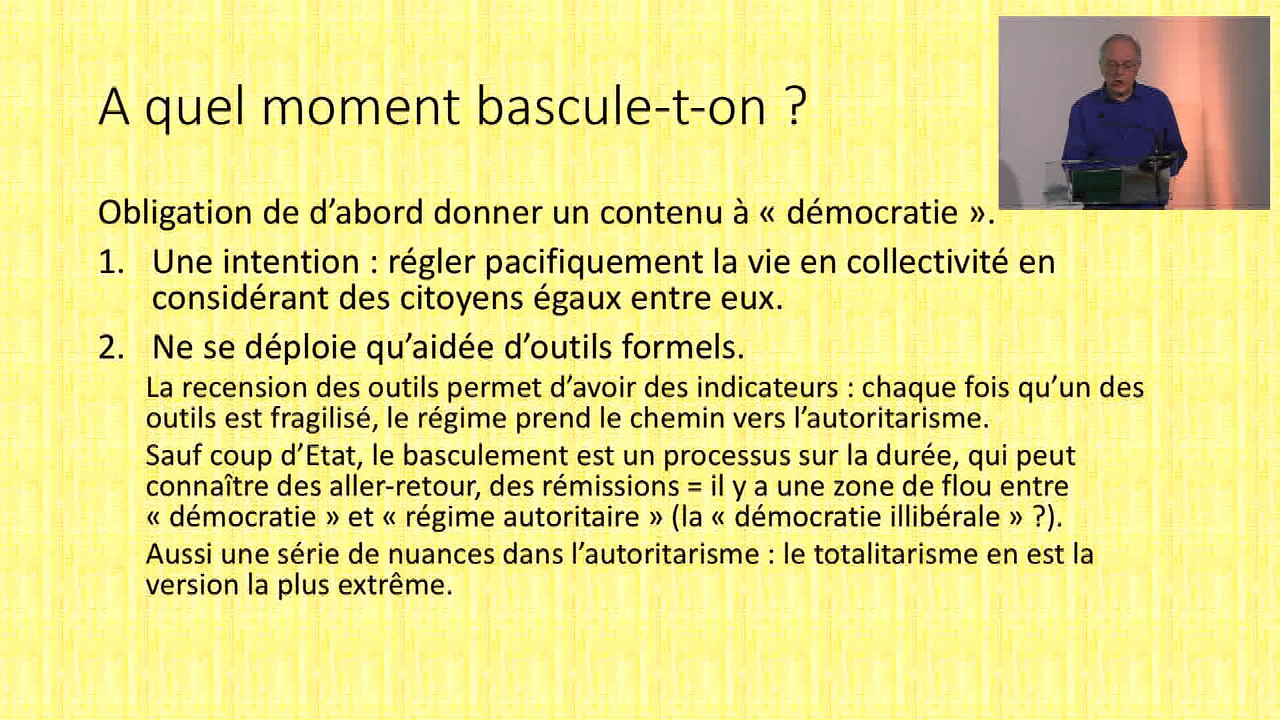 A quel moment bascule-t-on ?
Obligation de d’abord donner un contenu à « démocratie ».
1. Une intention : régler pacifiquement la vie en collectivité en
considérant des citoyens égaux entre eux.
2. Ne se déploie qu’aidée d’outils formels.
La recension des outils permet d’avoir des indicateurs : chaque fois qu’un des
outils est fragilisé, le régime prend le chemin vers l’autoritarisme.
Sauf coup d’Etat, le basculement est un processus sur la durée, qui peut
connaître des aller-retour, des rémissions = il y a une zone de flou entre
« démocratie » et « régime autoritaire » (la « démocratie illibérale » ?).
Aussi une série de nuances dans l’autoritarisme : le totalitarisme en est la
version la plus extrême.